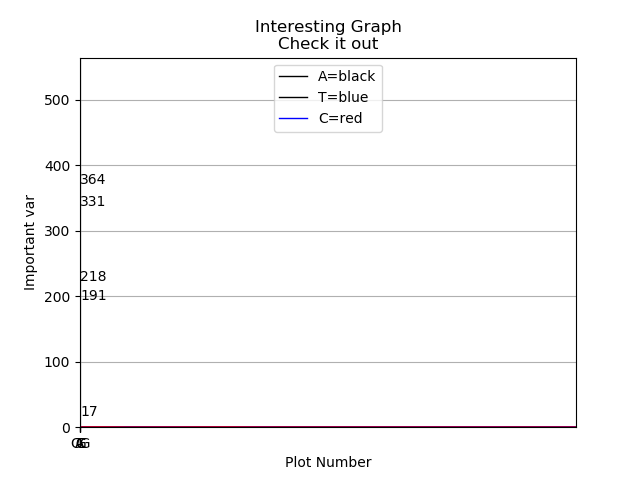 Interesting Graph
Check it out
A=black
T=blue
C=red
500
400
300
200
100
0
364
331
218
191
17
Important var
Plot Number